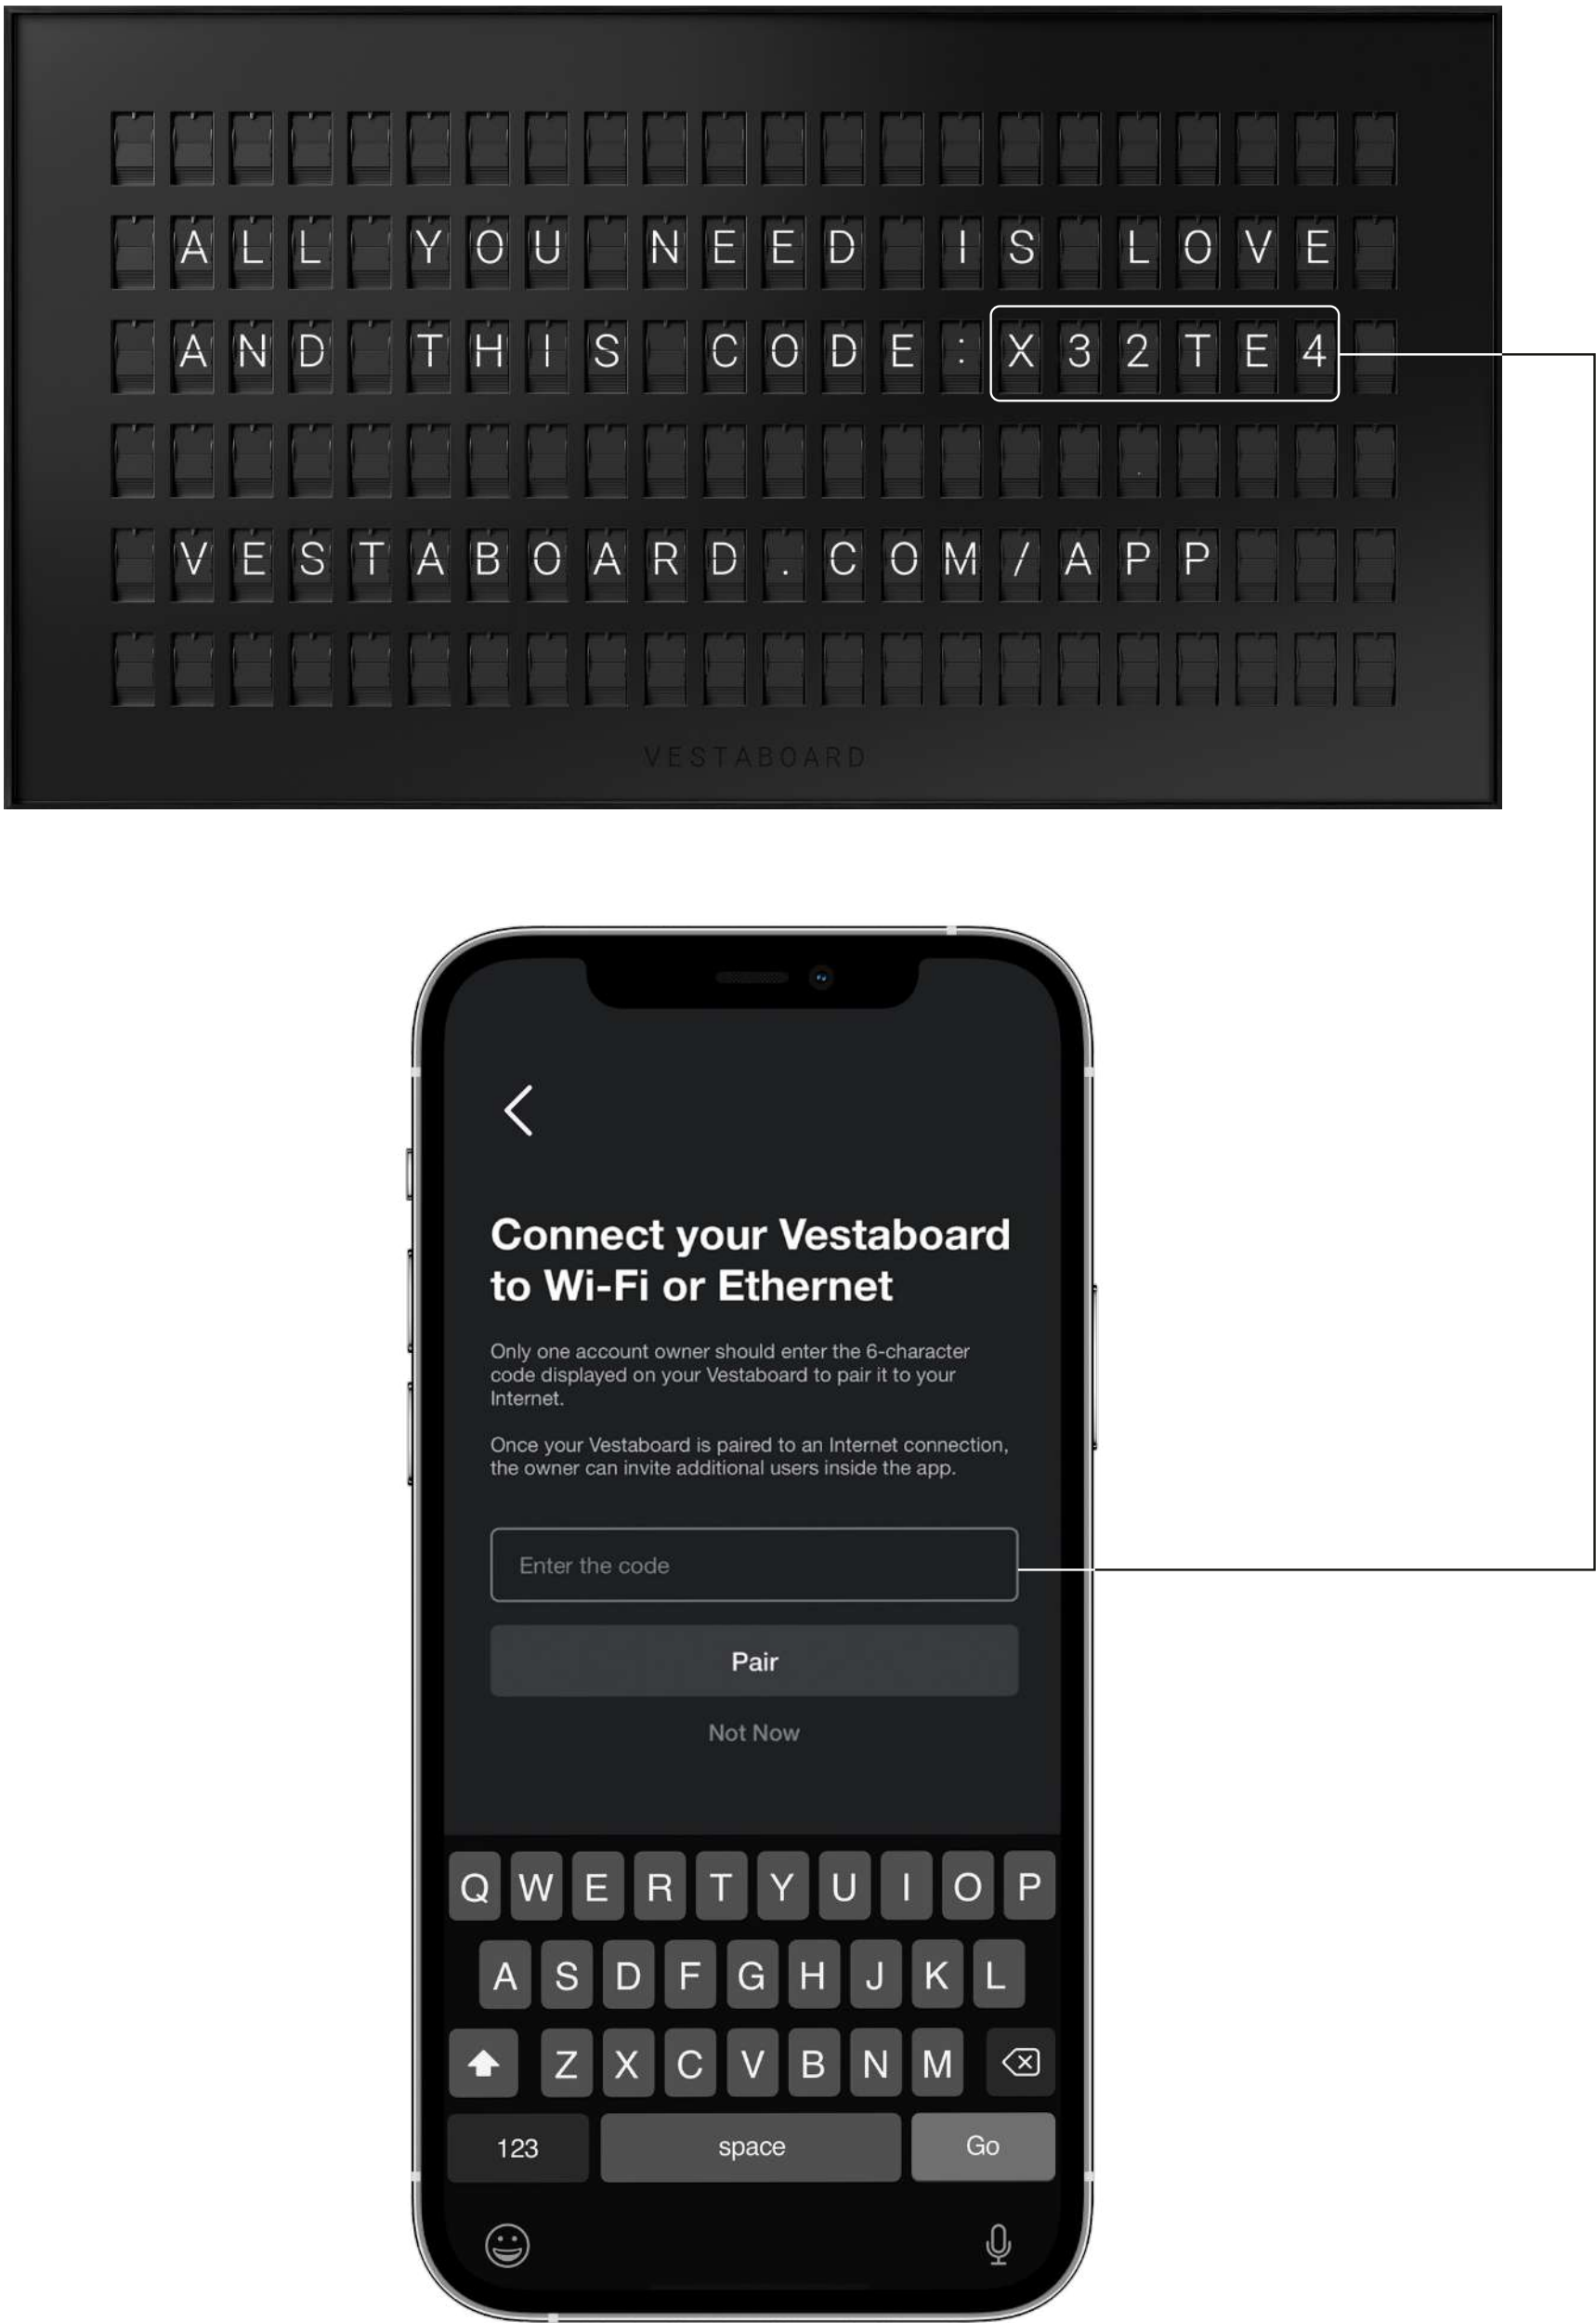 ALL YOU NEED IS LOVE
AND THIS CODE:X32TE4
VESTABOARD.COM/APP
VESTABOARD
Connect your Vestaboard
to Wi-Fi or Ethernet
Only one account owner should enter the 6-character
code displayed on your Vestaboard to pair it to your
Internet.
Once your Vestaboard is paired to an Internet connection,
the owner can invite additional users inside the app.
Enter the code
Pair
Not Now
Q W E R T Y U I O P
A S D F G H J K L
Z X C V B N M
123 space Go